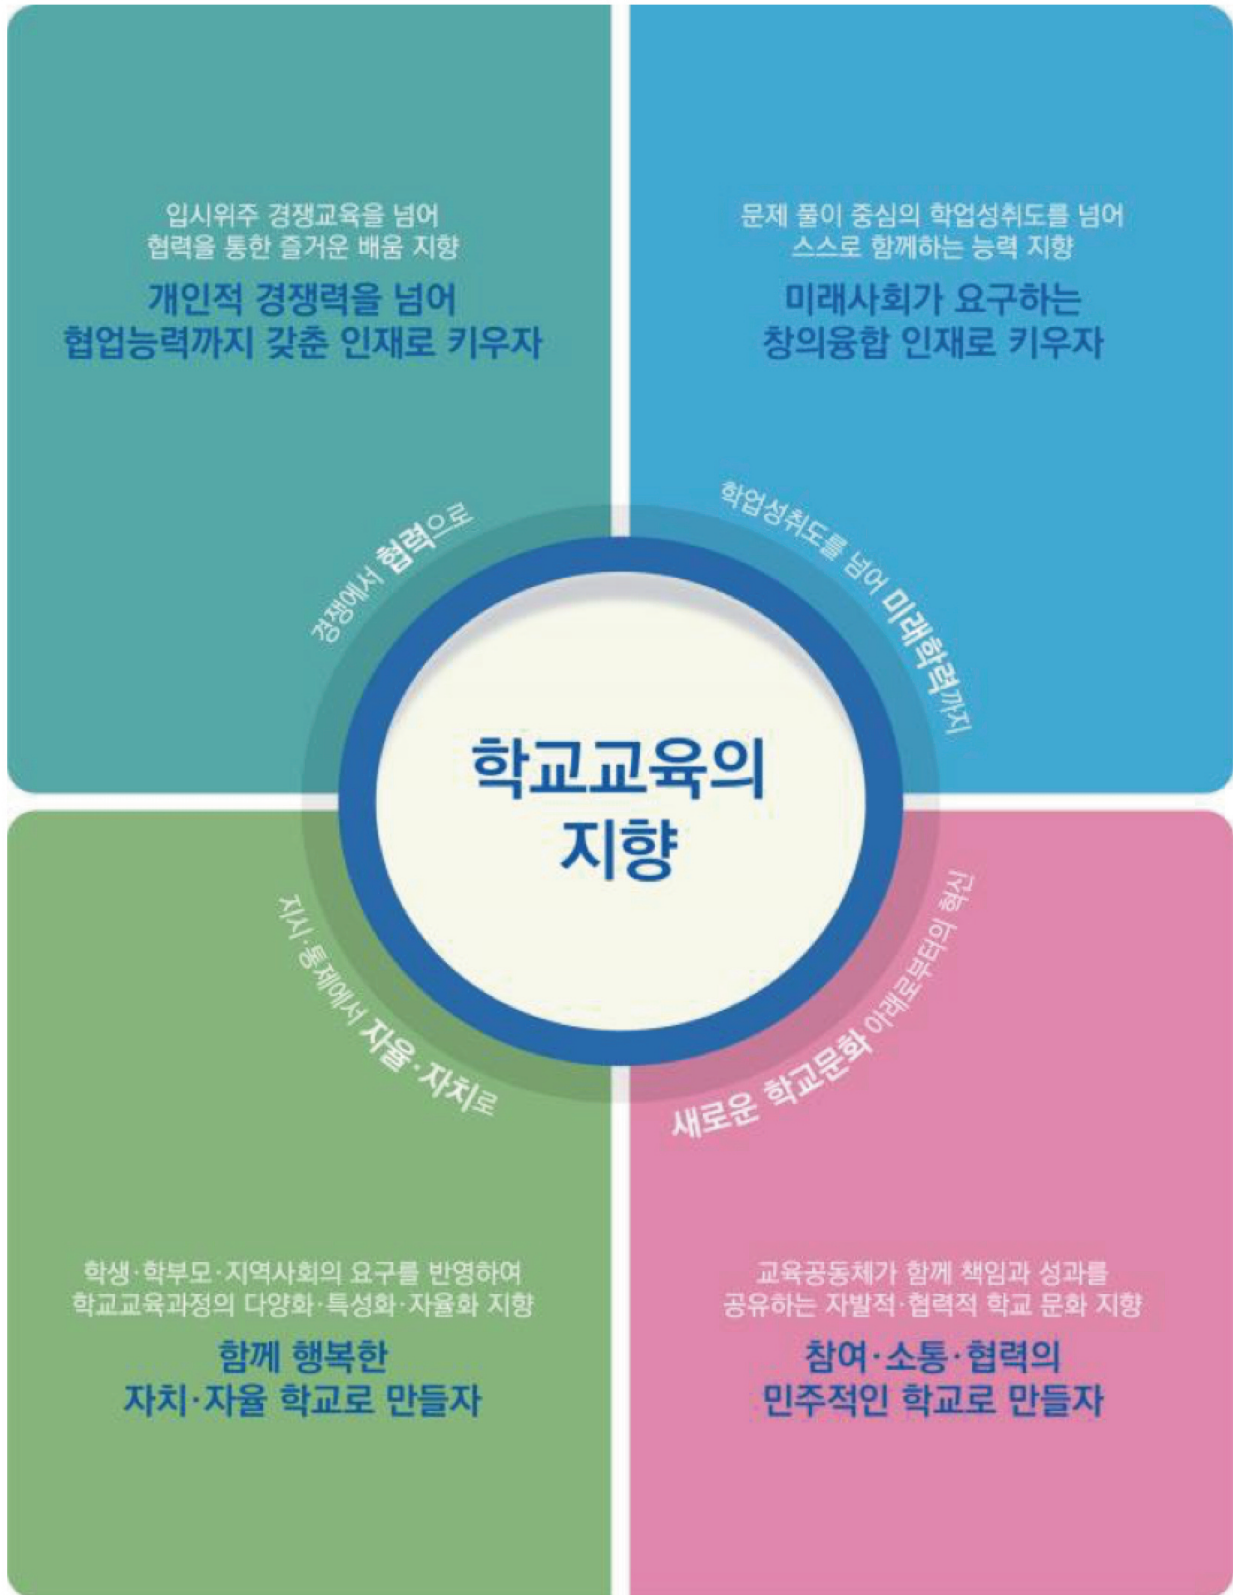 입시위주 경쟁교육을 넘어
협력을 통한 즐거운 배움 지향
개인적 경쟁력을 넘어
협업능력까지 갖춘 인재로 키우자
문제 풀이 중심의 학업성취도를 넘어
스스로 함께하는 능력 지향
미래사회가 요구하는
창의융합 인재로 키우자
경쟁에서 협력으로
학업성취도를 넘어 미래학력까지
학교교육의
지향
지시·통제에서 자율·자치로
새로운 학교문화 아래로부터의 혁신
학생·학부모·지역사회의 요구를 반영하여
학교교육과정의 다양화·특성화·자율화 지향
함께 행복한
자치·자율 학교로 만들자
교육공동체가 함께 책임과 성과를
공유하는 자발적·협력적 학교 문화 지향
참여·소통·협력의
민주적인 학교로 만들자